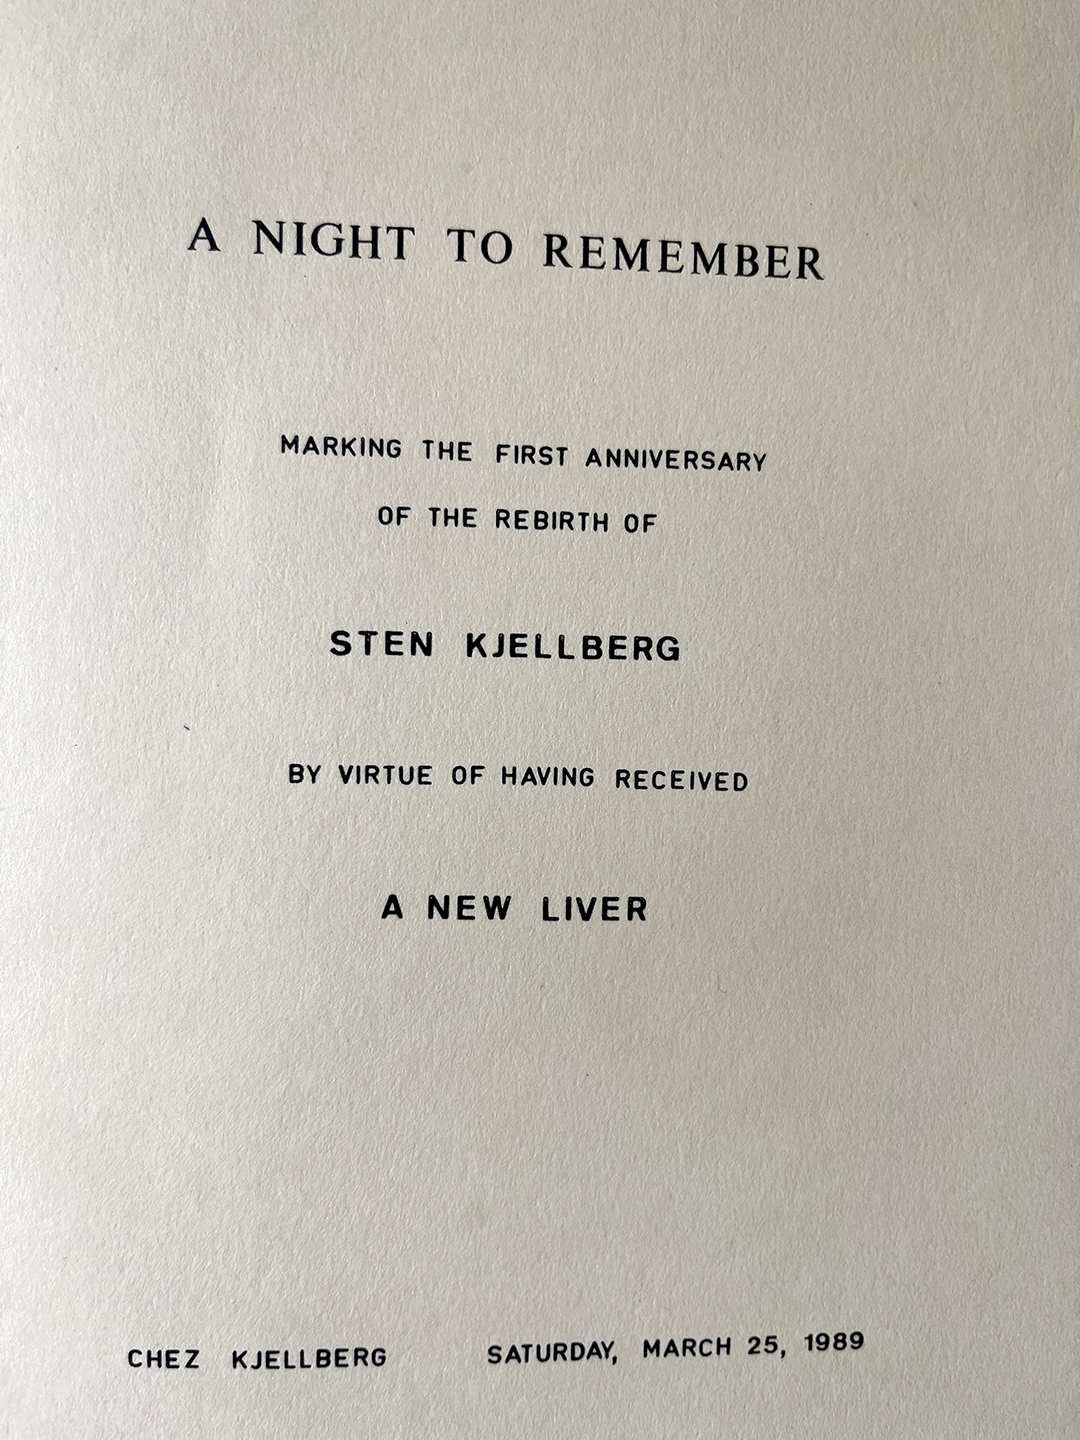 A NIGHT TO REMEMBER
MARKING THE FIRST ANNIVERSARY
OF THE REBIRTH OF
STEN KJELLBERG
BY VIRTUE OF HAVING RECEIVED
A NEW LIVER
CHEZ KJELLBERG SATURDAY, MARCH 25, 1989